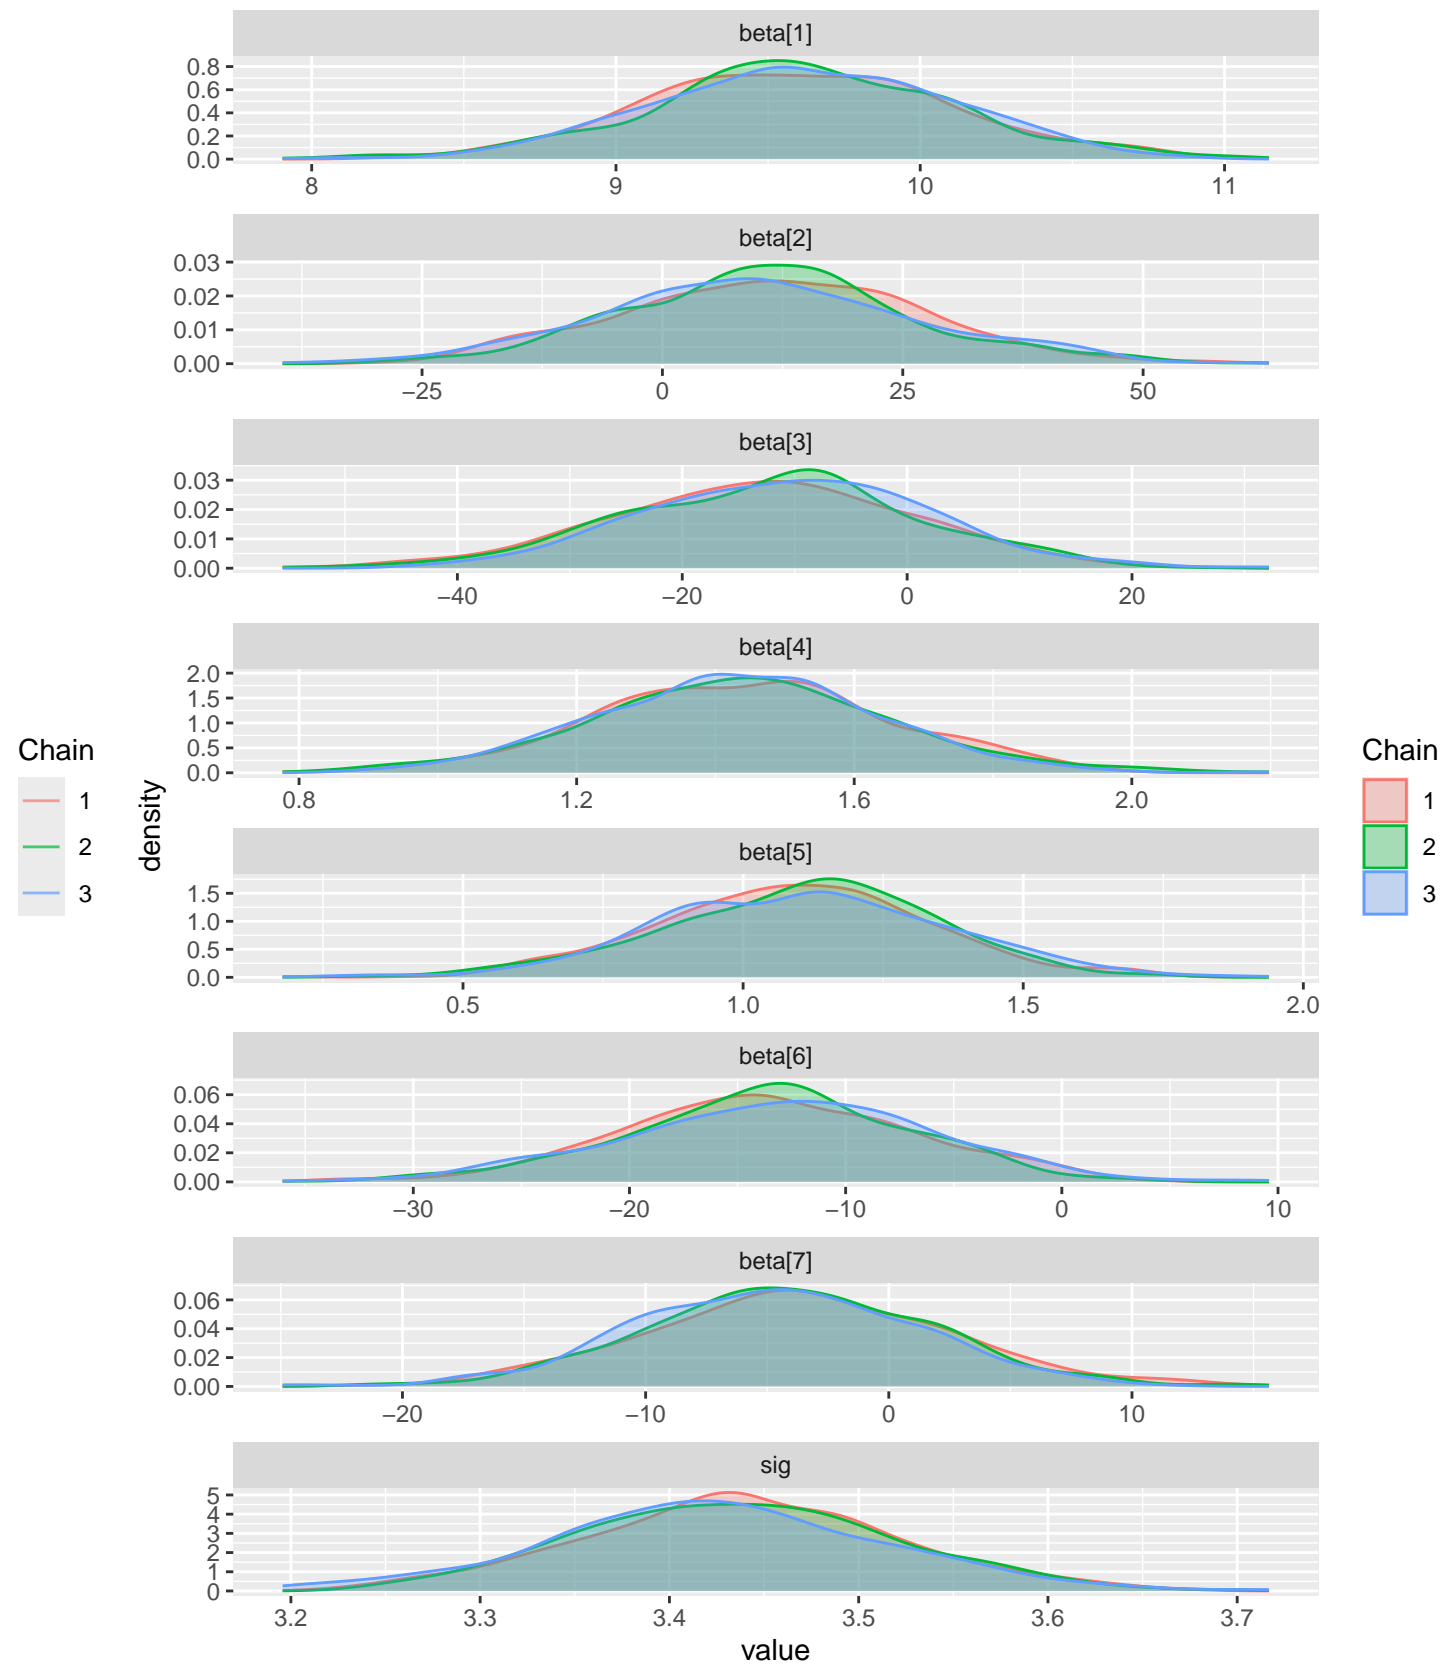 beta[1]
0.8
0.6
0.4
0.2
0.0
8 9 10 11
beta[2]
0.03
0.02
0.01
0.00
−25 0 25 50
beta[3]
0.03
0.02
0.01
0.00
−40 −20 0 20
beta[4]
2.0
1.5
1.0
0.5
0.0
0.8 1.2 1.6 2.0
beta[5]
1.5
1.0
0.5
0.0
0.5 1.0 1.5 2.0
beta[6]
0.06
0.04
0.02
0.00
−30 −20 −10 0 10
beta[7]
0.06
0.04
0.02
0.00
−20 −10 0 10
sig
5
4
3
2
1
0
3.2 3.3 3.4 3.5 3.6 3.7
value
density
Chain
1
2
3
Chain
1
2
3